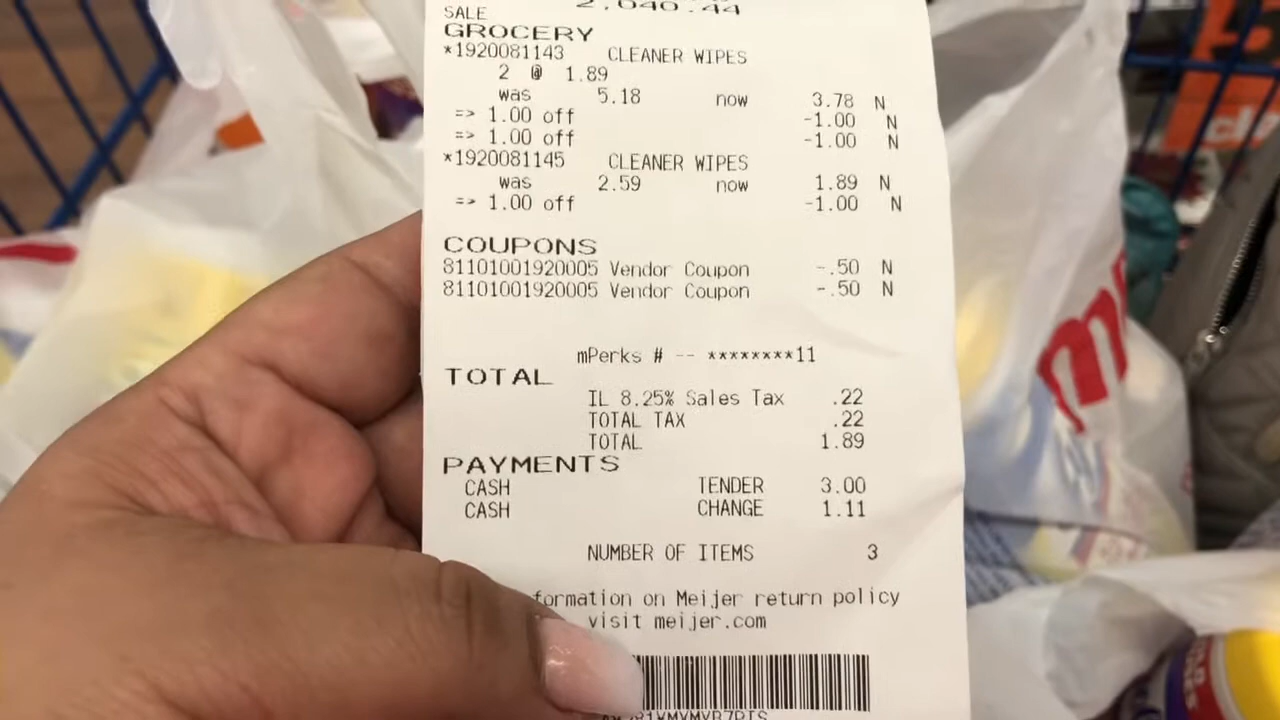 2,040.44
SALE
GROCERY
*1920081143 CLEANER WIPES
2 @ 1.89
was 5.18 now 3.78 N
=> 1.00 off -1.00 N
=> 1.00 off -1.00 N
*1920081145 CLEANER WIPES
was 2.59 now 1.89 N
=> 1.00 off -1.00 N
COUPONS
81101001920005 Vendor Coupon -.50 N
81101001920005 Vendor Coupon -.50 N
mPerks # -- ********11
TOTAL
IL 8.25% Sales Tax .22
TOTAL TAX .22
TOTAL 1.89
PAYMENTS
CASH TENDER 3.00
CASH CHANGE 1.11
NUMBER OF ITEMS 3
formation on Meijer return policy
visit meijer.com
m